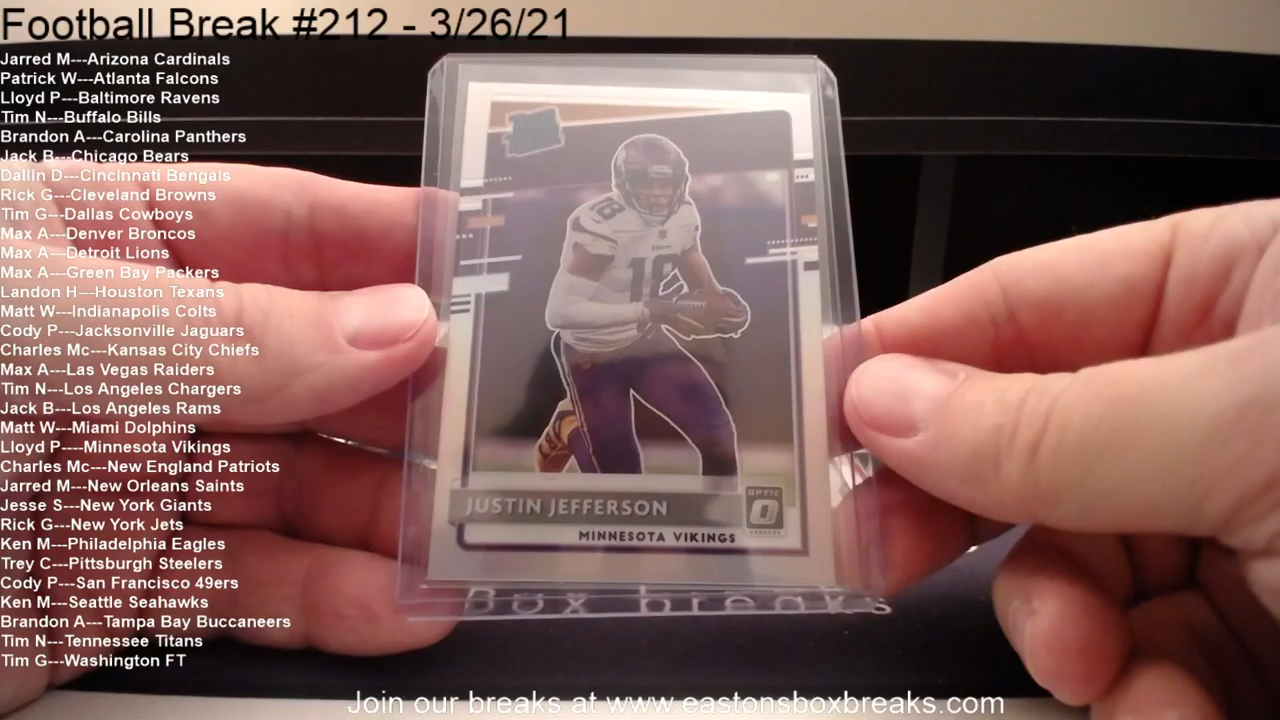 Football Break #212 - 3/26/21
Jarred M---Arizona Cardinals
Patrick W---Atlanta Falcons
Lloyd P---Baltimore Ravens
Tim N---Buffalo Bills
Brandon A---Carolina Panthers
Jack B---Chicago Bears
Dallin D---Cincinnati Bengals
Rick G---Cleveland Browns
Tim G---Dallas Cowboys
Max A---Denver Broncos
Max A---Detroit Lions
Max A---Green Bay Packers
Landon H---Houston Texans
Matt W---Indianapolis Colts
Cody P---Jacksonville Jaguars
Charles Mc---Kansas City Chiefs
Max A---Las Vegas Raiders
Tim N---Los Angeles Chargers
Jack B---Los Angeles Rams
Matt W---Miami Dolphins
Lloyd P----Minnesota Vikings
Charles Mc---New England Patriots
Jarred M---New Orleans Saints
Jesse S---New York Giants
Rick G---New York Jets
Ken M---Philadelphia Eagles
Trey C---Pittsburgh Steelers
Cody P---San Francisco 49ers
Ken M---Seattle Seahawks
Brandon A---Tampa Bay Buccaneers
Tim N---Tennessee Titans
Tim G---Washington FT
18
18
JUSTIN JEFFERSON
OPTIC
MINNESOTA VIKINGS
Box breaks
Join our breaks at www.eastonsboxbreaks.com